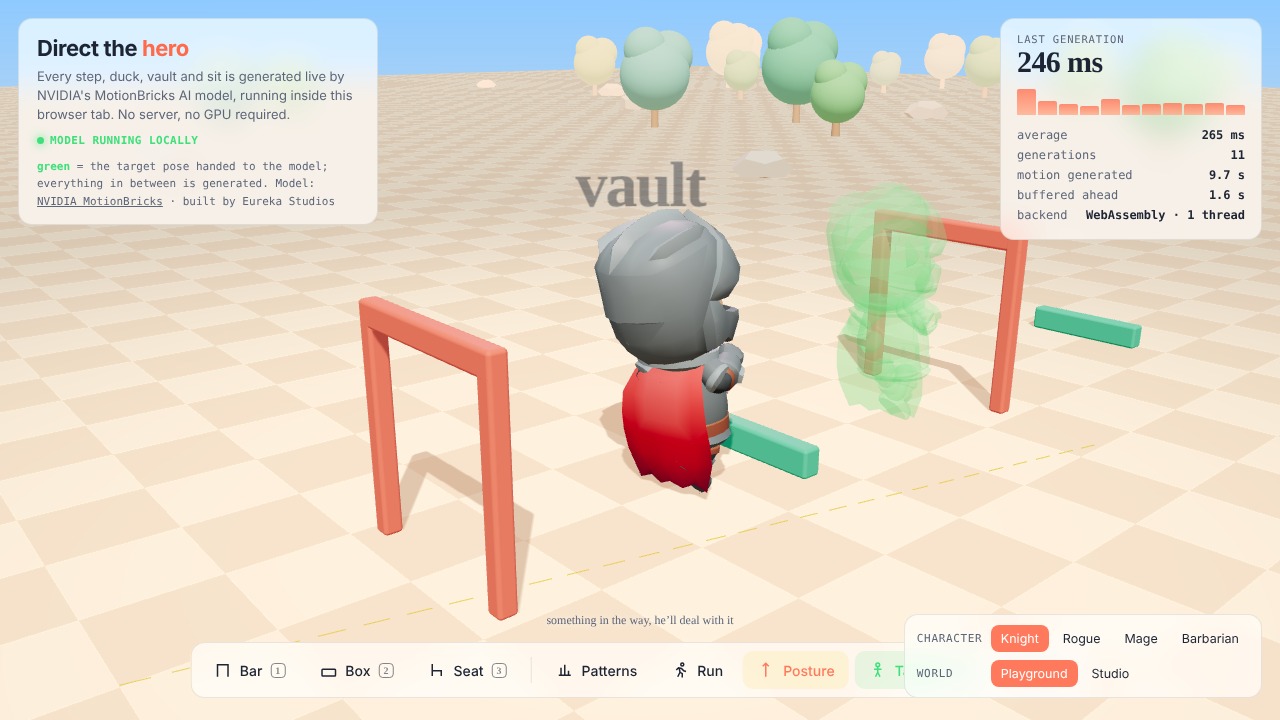 Direct the hero
Every step, duck, vault and sit is generated live by
NVIDIA's MotionBricks AI model, running inside this
browser tab. No server, no GPU required.
MODEL RUNNING LOCALLY
green = the target pose handed to the model;
everything in between is generated. Model:
NVIDIA MotionBricks · built by Eureka Studios
LAST GENERATION
246 ms
average 265 ms
generations 11
motion generated 9.7 s
buffered ahead 1.6 s
backend WebAssembly · 1 thread
vault
something in the way, he'll deal with it
Bar 1 Box 2 Seat 3 Patterns Run Posture
CHARACTER Knight Rogue Mage Barbarian
WORLD Playground Studio